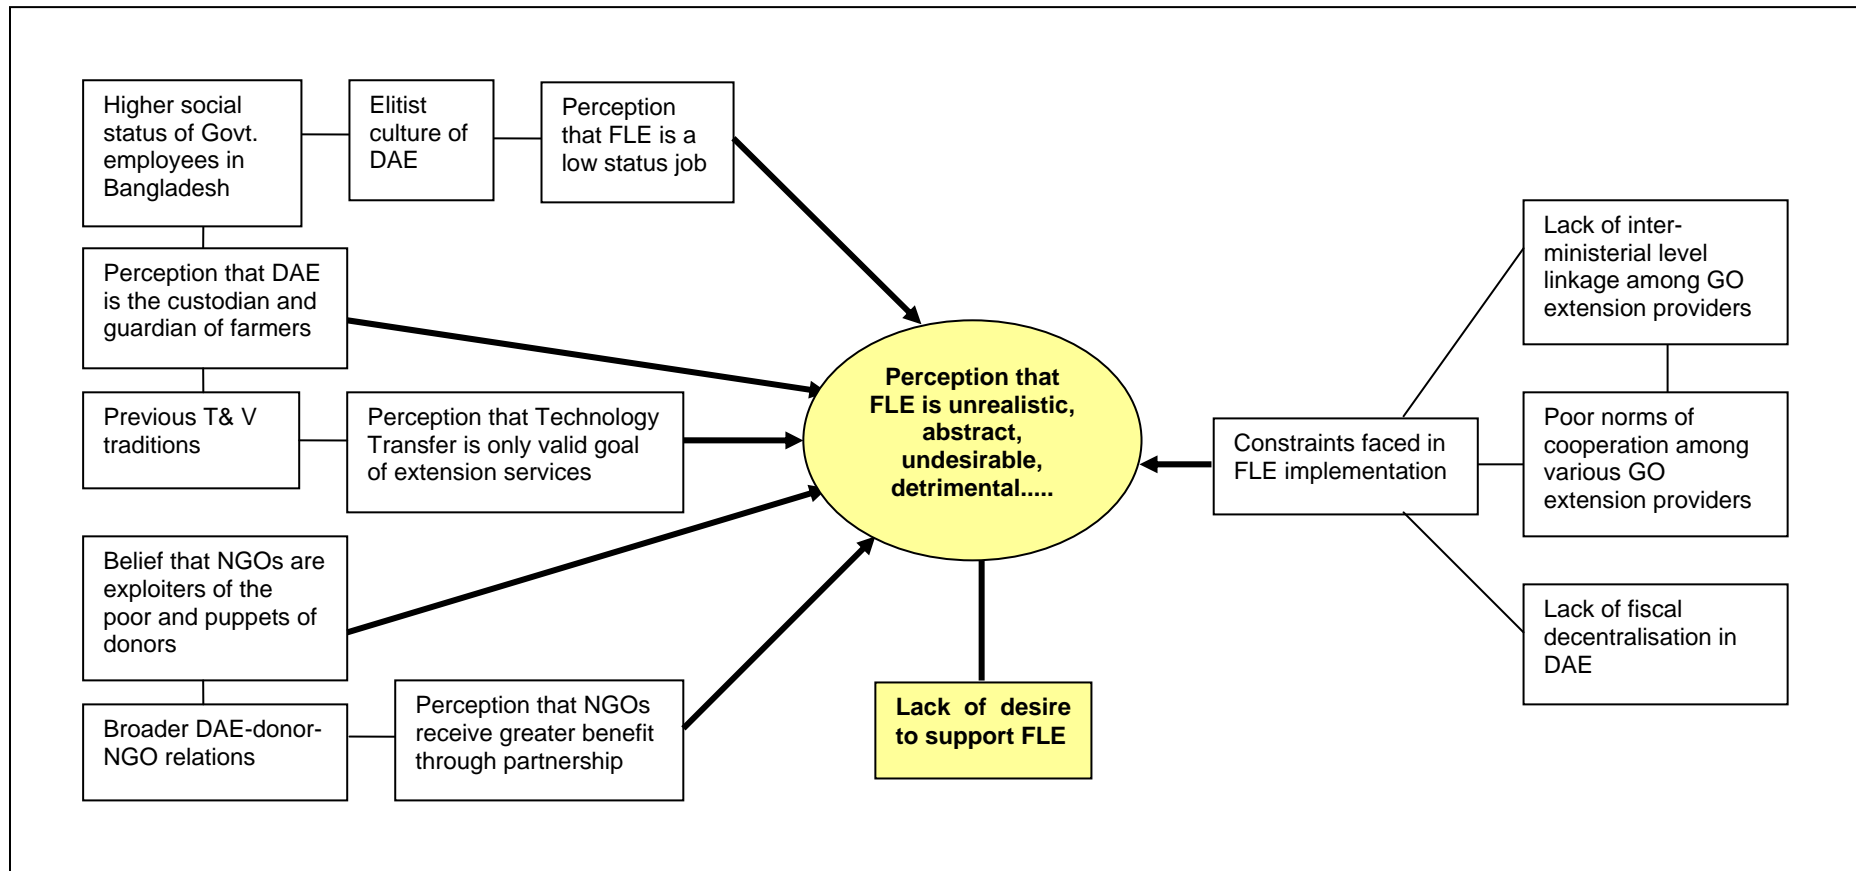 Higher social
status of Govt.
employees in
Bangladesh
Elitist
culture of
DAE
Perception
that FLE is a
low status job
Perception that DAE
is the custodian and
guardian of farmers
Previous T& V
traditions
Perception that Technology
Transfer is only valid goal
of extension services
Belief that NGOs are
exploiters of the
poor and puppets of
donors
Broader DAE-donor-
NGO relations
Perception that NGOs
receive greater benefit
through partnership
Perception that
FLE is unrealistic,
abstract,
undesirable,
detrimental.....
Lack of desire
to support FLE
Constraints faced in
FLE implementation
Lack of inter-
ministerial level
linkage among GO
extension providers
Poor norms of
cooperation among
various GO
extension providers
Lack of fiscal
decentralisation in
DAE